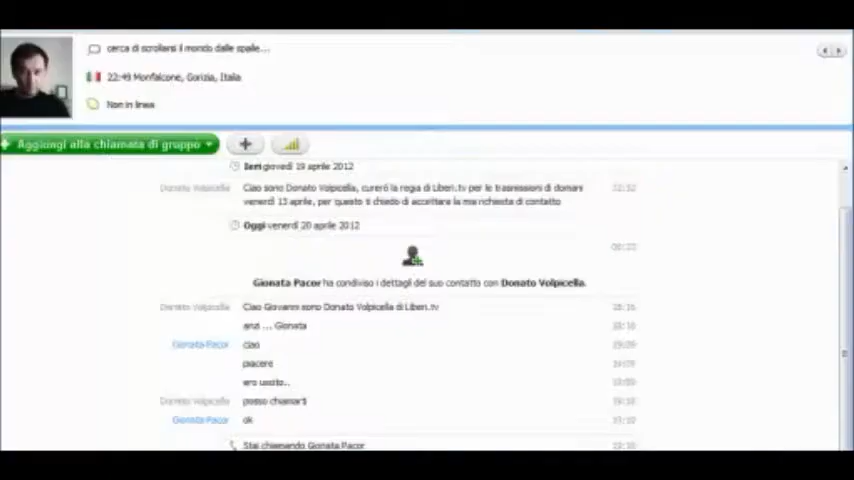 cerca di scrollarsi il mondo dalle spalle...
22:49 Monfalcone, Gorizia, Italia
Non in linea
Aggiungi alla chiamata di gruppo
Ieri giovedì 19 aprile 2012
Donato Volpicella Ciao sono Donato Volpicella, curerò la regia di Liberi.tv per le trasmissioni di domani
venerdì 13 aprile, per questo ti chiedo di accettare la mia richiesta di contatto
Oggi venerdì 20 aprile 2012
Gionata Pacor ha condiviso i dettagli del suo contatto con Donato Volpicella.
Donato Volpicella Ciao Giovanni sono Donato Volpicella di Liberi.tv
anzi ... Gionata
Gionata Pacor ciao
piacere
ero uscito..
Donato Volpicella posso chiamarti
Gionata Pacor ok
Stai chiamando Gionata Pacor